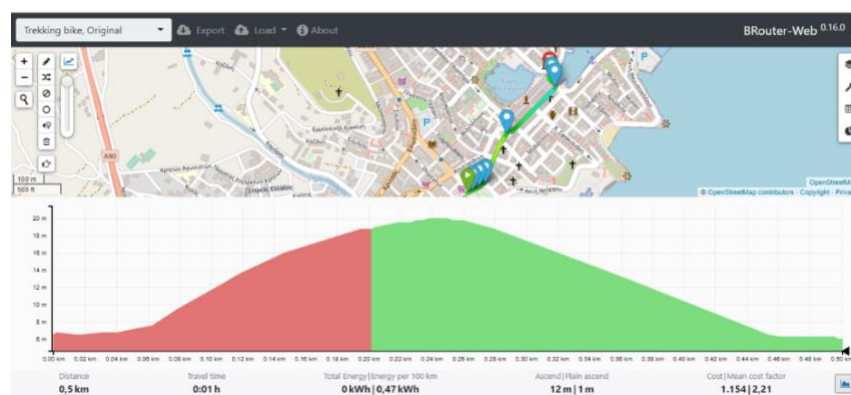 Trekking bike, Original Export Load About BRouter-Web 0.16.0
+
−
A90
P
P
102 m
500 ft
OpenStreetM
© OpenStreetMap contributors · Copyright · Priva
20 m
18 m
16 m
14 m
12 m
10 m
8 m
6 m
0.00 km 0.02 km 0.04 km 0.06 km 0.08 km 0.10 km 0.12 km 0.14 km 0.16 km 0.18 km 0.20 km 0.22 km 0.24 km 0.26 km 0.28 km 0.30 km 0.32 km 0.34 km 0.36 km 0.38 km 0.40 km 0.42 km 0.44 km 0.46 km 0.48 km 0.50 km
Distance Travel time Total Energy|Energy per 100 km Ascend|Plain ascend Cost|Mean cost factor
0,5 km 0:01 h 0 kWh|0,47 kWh 12 m|1 m 1.154|2,21